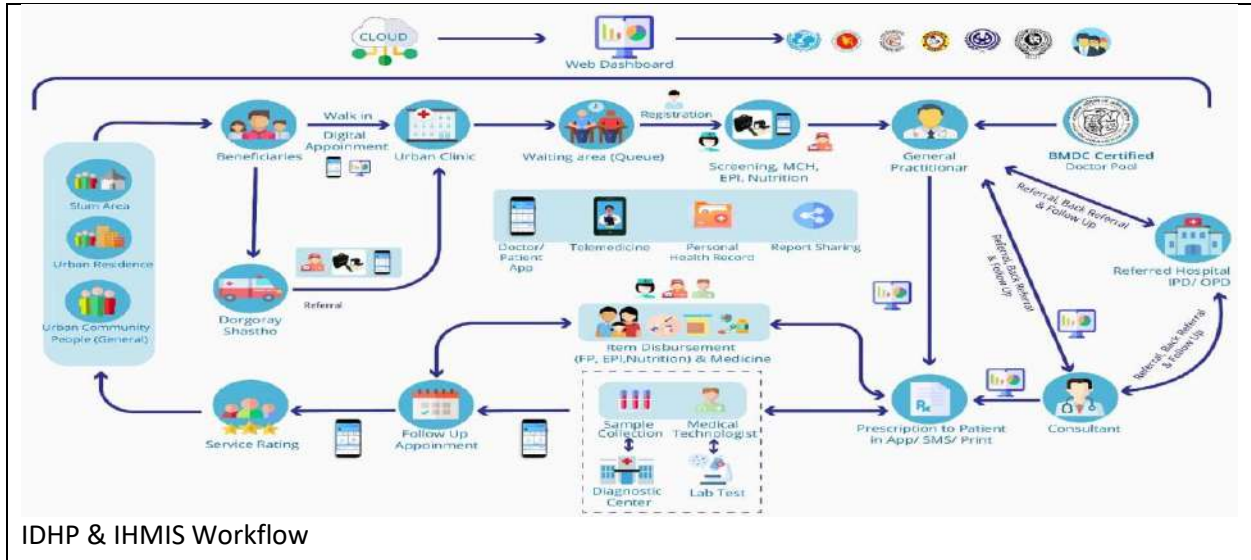 CLOUD
Web Dashboard
Beneficiaries
Walk in
Digital
Appoinment
Urban Clinic
Waiting area (Queue)
Registration
Screening, MCH,
EPI, Nutrition
General
Practitionar
BMDC Certified
Doctor Pool
Slum Area
Urban Residence
Urban Community
People (General)
Dorgoray
Shastho
Referral
Doctor/
Patient
App
Telemedicine
Personal
Health Record
Report Sharing
Referral, Back Referral
& Follow Up
Referral, Back Referral
& Follow Up
Referral, Back Referral
& Follow Up
Referred Hospital
IPD/ OPD
Item Disbursement
(FP, EPI,Nutrition) & Medicine
Service Rating
Follow Up
Appoinment
Sample
Collection
Medical
Technologist
Diagnostic
Center
Lab Test
Rx
Prescription to Patient
in App/ SMS/ Print
Consultant
IDHP & IHMIS Workflow